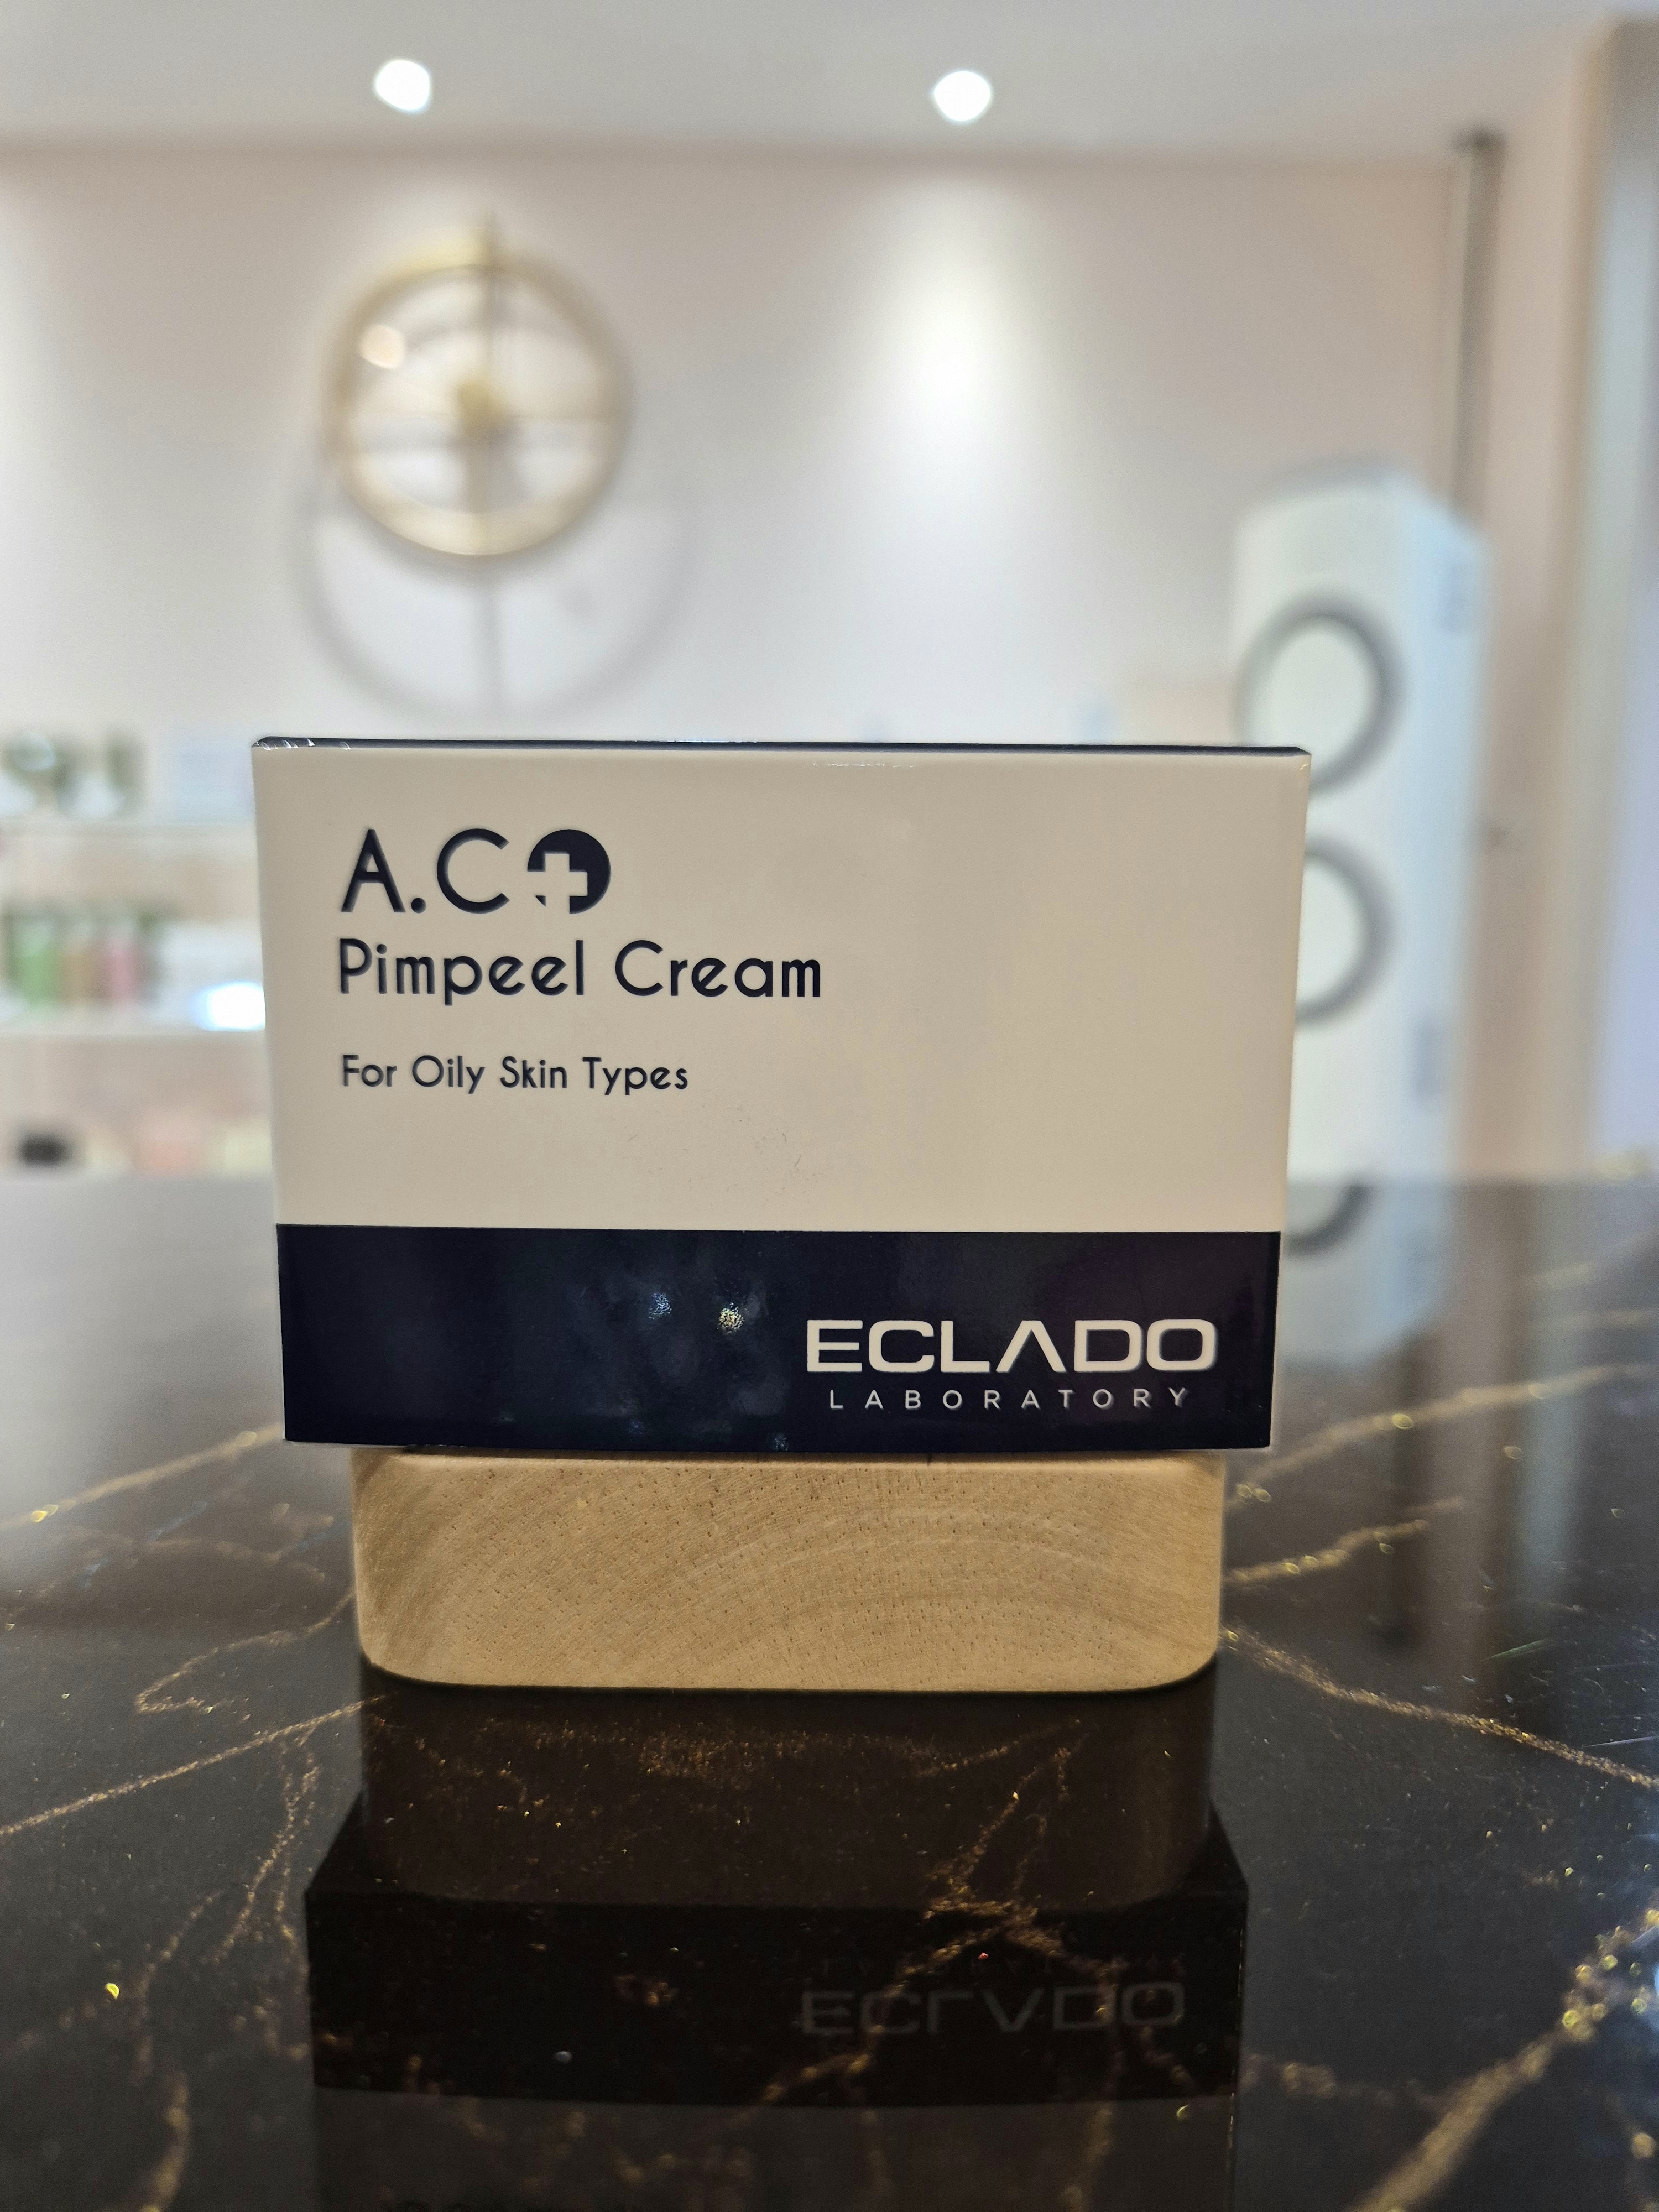 A.C+
Pimpeel Cream
For Oily Skin Types
ECLADO
LABORATORY